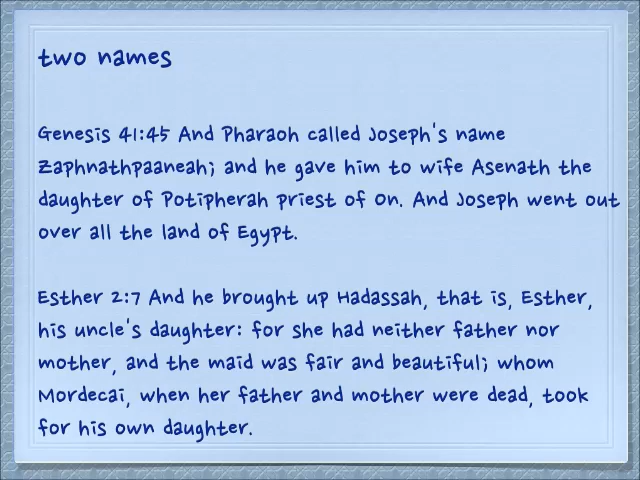 two names
Genesis 41:45 And Pharaoh called Joseph's name
Zaphnathpaaneah; and he gave him to wife Asenath the
daughter of Potipherah priest of On. And Joseph went out
over all the land of Egypt.
Esther 2:7 And he brought up Hadassah, that is, Esther,
his uncle's daughter: for she had neither father nor
mother, and the maid was fair and beautiful; whom
Mordecai, when her father and mother were dead, took
for his own daughter.